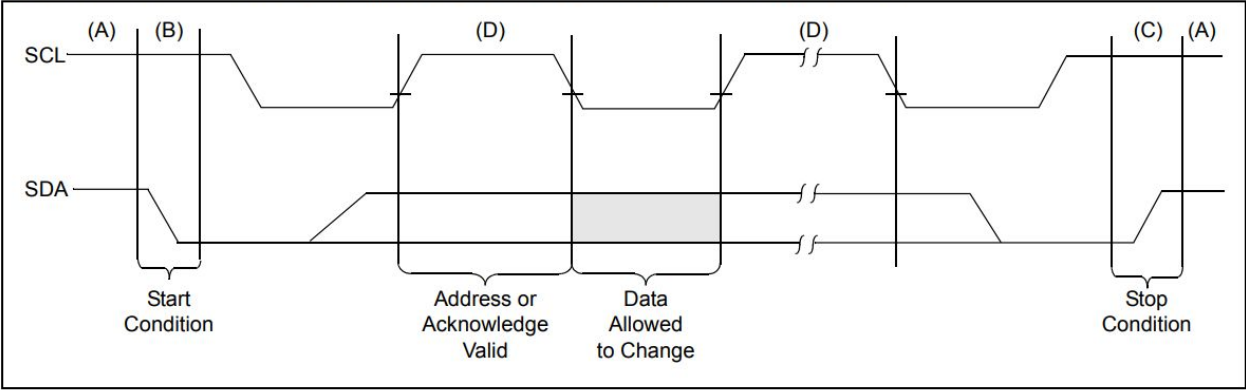 (A) (B) (D) (D) (C) (A)
SCL
SDA
Start
Condition
Address or
Acknowledge
Valid
Data
Allowed
to Change
Stop
Condition